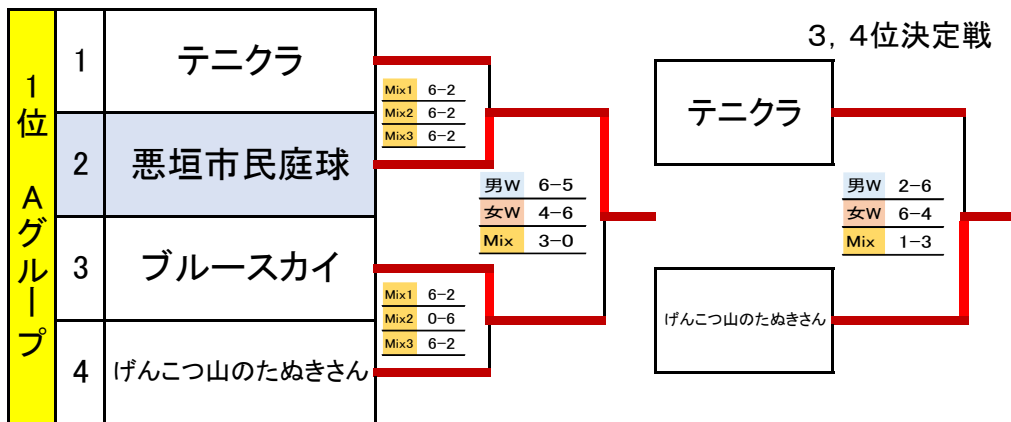 1位 Aグループ
1 テニクラ
2 悪垣市民庭球
3 ブルースカイ
4 げんこつ山のたぬきさん
Mix1 6-2
Mix2 6-2
Mix3 6-2
Mix1 6-2
Mix2 0-6
Mix3 6-2
男W 6-5
女W 4-6
Mix 3-0
3,4位決定戦
テニクラ
げんこつ山のたぬきさん
男W 2-6
女W 6-4
Mix 1-3